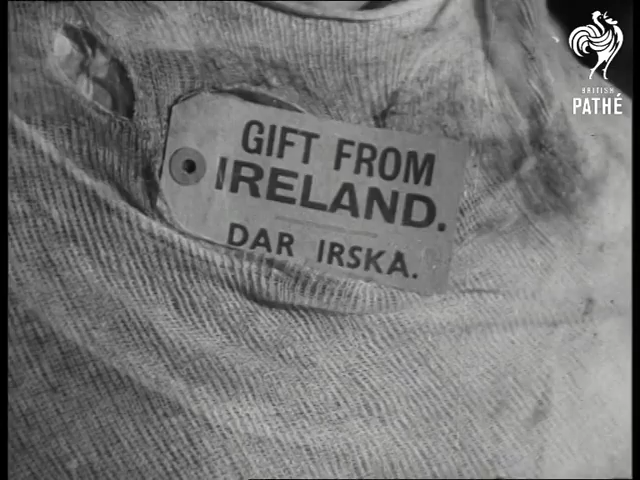 BRITISH
PATHÉ
GIFT FROM
IRELAND.
DAR IRSKA.